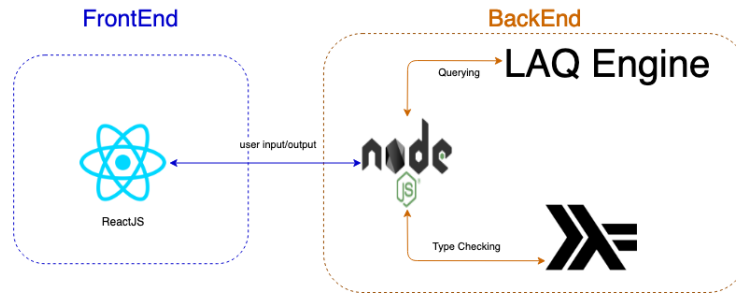 FrontEnd
BackEnd
Querying
LAQ Engine
user input/output
node
JS
ReactJS
Type Checking